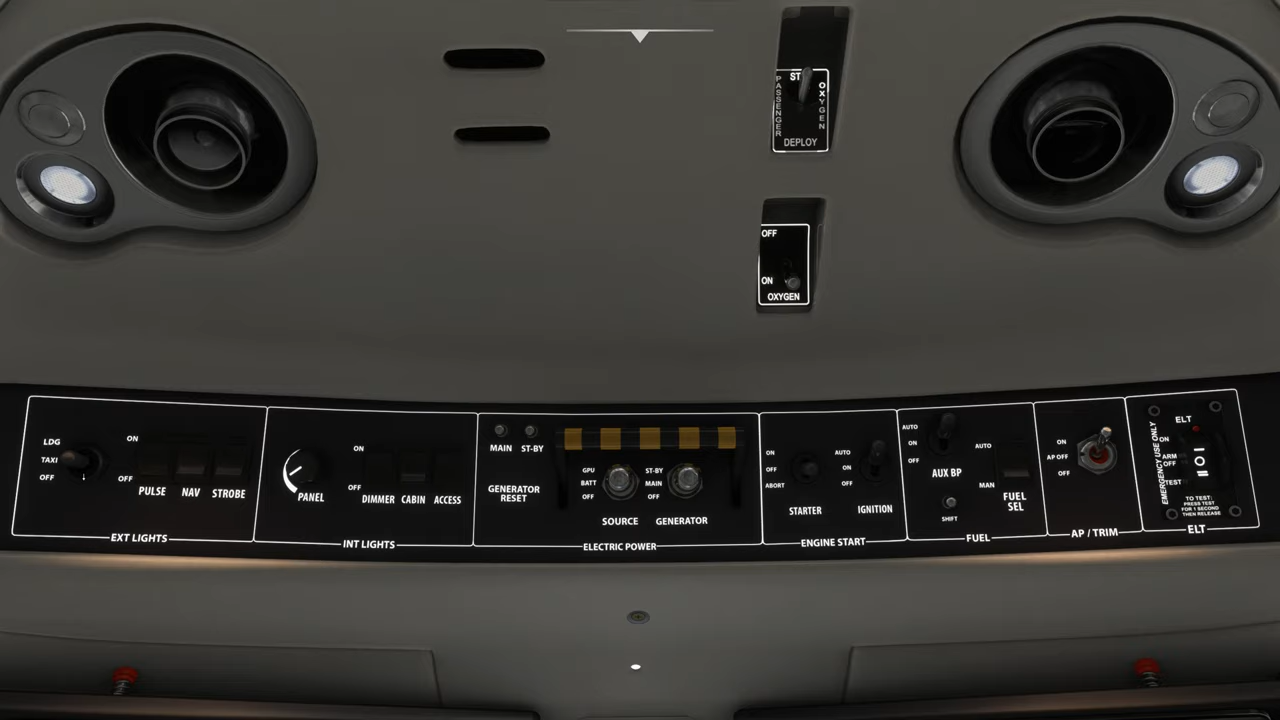 ST
PASSENGER
OXYGEN
DEPLOY
OFF
ON
OXYGEN
LDG
TAXI
OFF
ON
OFF
PULSE
NAV
STROBE
EXT LIGHTS
PANEL
ON
OFF
DIMMER
CABIN
ACCESS
INT LIGHTS
MAIN
ST-BY
GENERATOR
RESET
GPU
BATT
OFF
SOURCE
ST-BY
MAIN
OFF
GENERATOR
ELECTRIC POWER
ON
OFF
ABORT
STARTER
AUTO
ON
OFF
IGNITION
ENGINE START
AUTO
ON
OFF
AUX BP
SHIFT
AUTO
MAN
FUEL
SEL
FUEL
ON
AP OFF
OFF
AP / TRIM
EMERGENCY USE ONLY
ELT
ON
ARM
OFF
TEST
TO TEST:
PRESS TEST
FOR 1 SECOND
THEN RELEASE
ELT